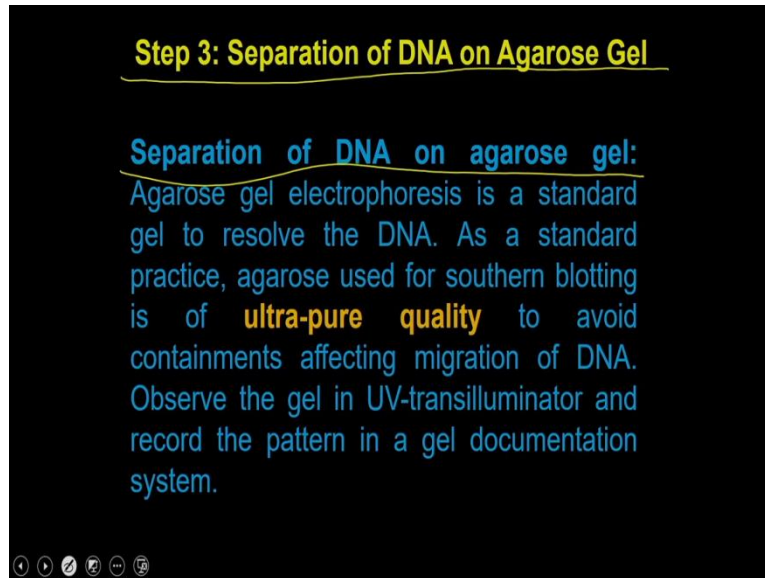 Step 3: Separation of DNA on Agarose Gel
Separation of DNA on agarose gel:
Agarose gel electrophoresis is a standard
gel to resolve the DNA. As a standard
practice, agarose used for southern blotting
is of ultra-pure quality to avoid
containments affecting migration of DNA.
Observe the gel in UV-transilluminator and
record the pattern in a gel documentation
system.